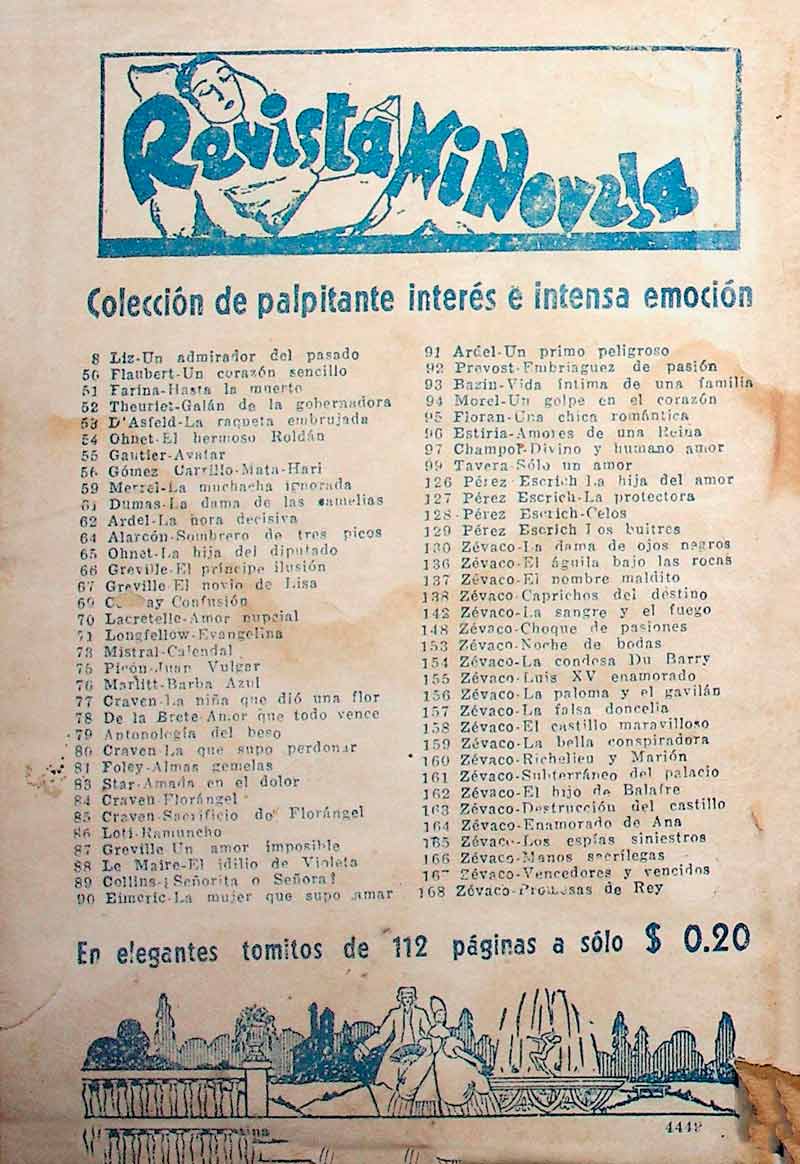 Revista Mi Novela
Colección de palpitante interés e intensa emoción
8 Liz-Un admirador del pasado
50 Flaubert-Un corazón sencillo
51 Farina-Hasta la muerte
52 Theuriet-Galán de la gobernadora
53 D'Asfeld-La raqueta embrujada
54 Ohnet-El hermoso Roldán
55 Gautier-Avatar
56 Gómez Carrillo-Mata-Hari
59 Merrel-La muchacha ignorada
61 Dumas-La dama de las camelias
62 Ardel-La hora decisiva
64 Alarcón-Sombrero de tres picos
65 Ohnet-La hija del diputado
66 Greville-El príncipe ilusión
67 Greville El novio de Lisa
69 Confusión
70 Lacretelle-Amor nupcial
71 Longfellow-Evangelina
73 Mistral-Calendal
75 Picón-Juan Vulgar
76 Marlitt-Barba Azul
77 Craven-La niña que dió una flor
78 De la Brete-Amor que todo vence
79 Antonología del beso
80 Craven-La que supo perdonar
81 Foley-Almas gemelas
83 Star-Amada en el dolor
84 Craven-Florángel
85 Craven-Sacrificio de Florángel
86 Loti-Ramuncho
87 Greville Un amor imposible
88 Le Maire-El idilio de Violeta
89 Collins-¡Señorita o Señora!
90 Eimeric-La mujer que supo amar
91 Ardel-Un primo peligroso
92 Prevost-Embriaguez de pasión
93 Bazin-Vida íntima de una familia
94 Morel-Un golpe en el corazón
95 Floran-Una chica romántica
96 Estiria-Amores de una Reina
97 Champol-Divino y humano amor
99 Tavera-Sólo un amor
126 Pérez Escrich La hija del amor
127 Pérez Escrich-La protectora
128-Pérez Escrich-Celos
129 Pérez Escrich Los buitres
130 Zévaco-La dama de ojos negros
136 Zévaco-El águila bajo las rocas
137 Zévaco-El nombre maldito
138 Zévaco-Caprichos del destino
142 Zévaco-La sangre y el fuego
148 Zévaco-Choque de pasiones
153 Zévaco-Noche de bodas
154 Zévaco-La condesa Du Barry
155 Zévaco-Luis XV enamorado
156 Zévaco-La paloma y el gavilán
157 Zévaco-La falsa doncella
158 Zévaco-El castillo maravilloso
159 Zévaco-La bella conspiradora
160 Zévaco-Richelieu y Marión
161 Zévaco-Subterráneo del palacio
162 Zévaco-El hijo de Balafre
163 Zévaco-Destrucción del castillo
164 Zévaco-Enamorado de Ana
165 Zévaco-Los espías siniestros
166 Zévaco-Manos sacrílegas
167 Zévaco-Vencedores y vencidos
168 Zévaco-Promesas de Rey
En elegantes tomitos de 112 páginas a sólo $ 0.20
4449